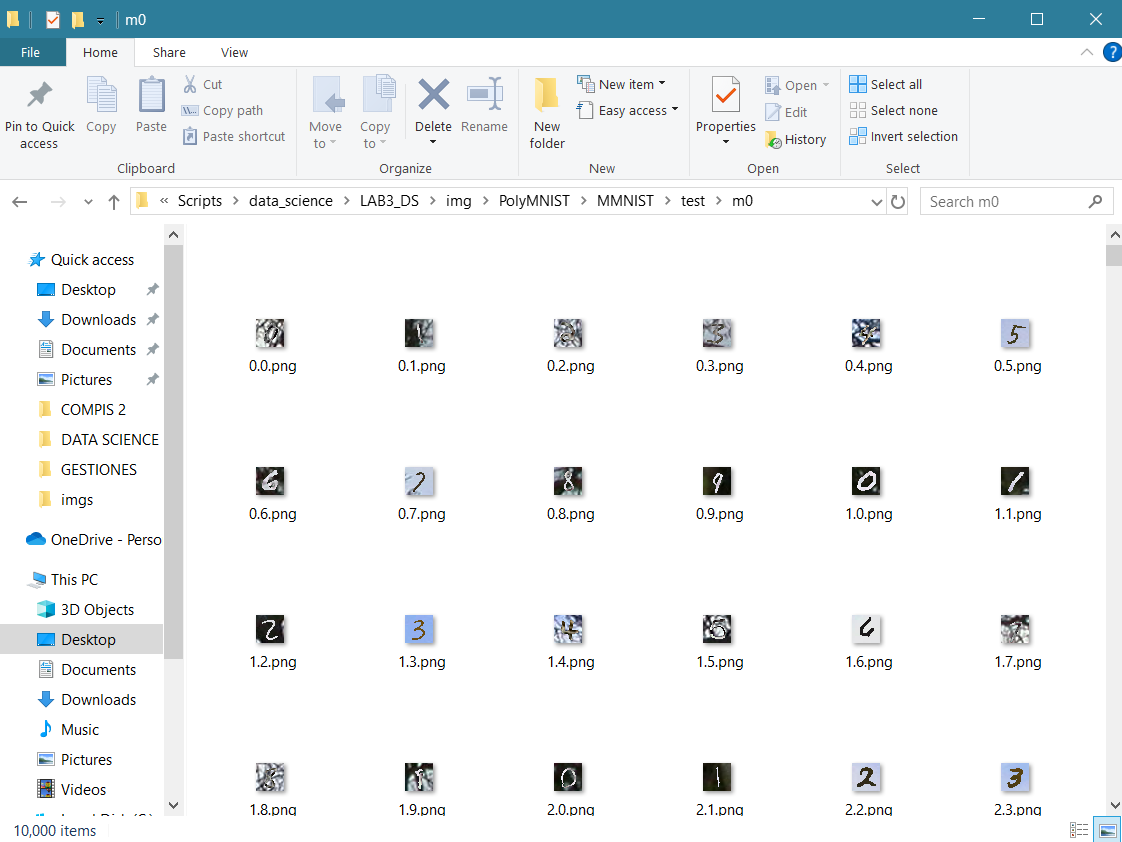 m0
File Home Share View
Pin to Quick access
Copy
Paste
Cut
Copy path
Paste shortcut
Clipboard
Move to
Copy to
Delete
Rename
Organize
New folder
New item
Easy access
New
Properties
Open
Edit
History
Open
Select all
Select none
Invert selection
Select
« Scripts > data_science > LAB3_DS > img > PolyMNIST > MMNIST > test > m0
Search m0
Quick access
Desktop
Downloads
Documents
Pictures
COMPIS 2
DATA SCIENCE
GESTIONES
imgs
OneDrive - Perso
This PC
3D Objects
Desktop
Documents
Downloads
Music
Pictures
Videos
0.0.png 0.1.png 0.2.png 0.3.png 0.4.png 0.5.png
0.6.png 0.7.png 0.8.png 0.9.png 1.0.png 1.1.png
1.2.png 1.3.png 1.4.png 1.5.png 1.6.png 1.7.png
1.8.png 1.9.png 2.0.png 2.1.png 2.2.png 2.3.png
10,000 items